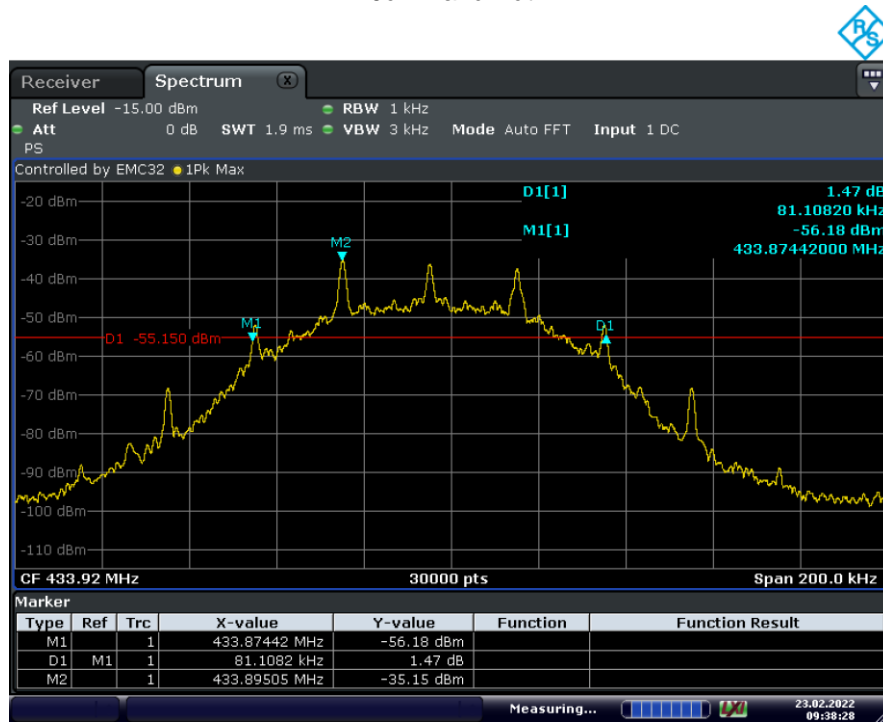 R&S
Receiver Spectrum X
Ref Level -15.00 dBm RBW 1 kHz
Att 0 dB SWT 1.9 ms VBW 3 kHz Mode Auto FFT Input 1 DC
PS
Controlled by EMC32 1Pk Max
D1[1] 1.47 dB
81.10820 kHz
M1[1] -56.18 dBm
433.87442000 MHz
-20 dBm
-30 dBm
M2
-40 dBm
-50 dBm
M1
D1
D1 -55.150 dBm
-60 dBm
-70 dBm
-80 dBm
-90 dBm
-100 dBm
-110 dBm
CF 433.92 MHz 30000 pts Span 200.0 kHz
Marker
Type Ref Trc X-value Y-value Function Function Result
M1 1 433.87442 MHz -56.18 dBm
D1 M1 1 81.1082 kHz 1.47 dB
M2 1 433.89505 MHz -35.15 dBm
Measuring... LXI 23.02.2022
09:38:28